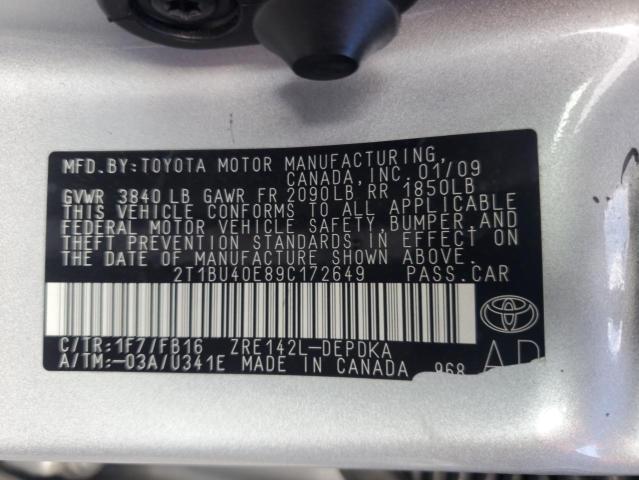 MFD.BY:TOYOTA MOTOR MANUFACTURING,
CANADA,INC.01/09
GVWR 3840LB GAWR FR 2090LB RR 1850LB
THIS VEHICLE CONFORMS TO ALL APPLICABLE
FEDERAL MOTOR VEHICLE SAFETY,BUMPER,AND
THEFT PREVENTION STANDARDS IN EFFECT ON
THE DATE OF MANUFACTURE SHOWN ABOVE.
2T1BU40E89C172649 PASS.CAR
C/TR:1F7/FB16 ZRE142L-DEPDKA
A/TM:-03A/U341E MADE IN CANADA
968